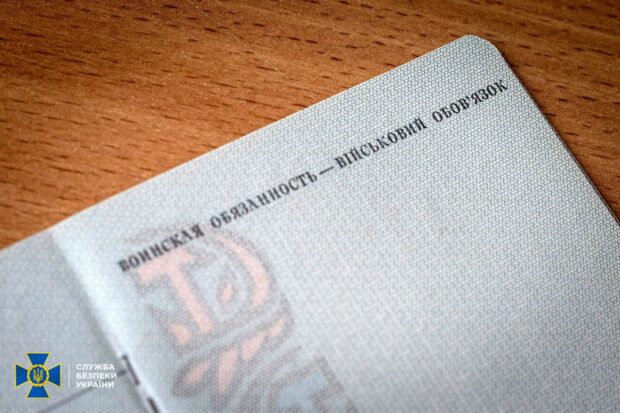 ВОИНСКАЯ ОБЯЗАННОСТЬ — ВІЙСЬКОВИЙ ОБОВ'ЯЗОК
СЛУЖБА
БЕЗПЕКИ
УКРАЇНИ